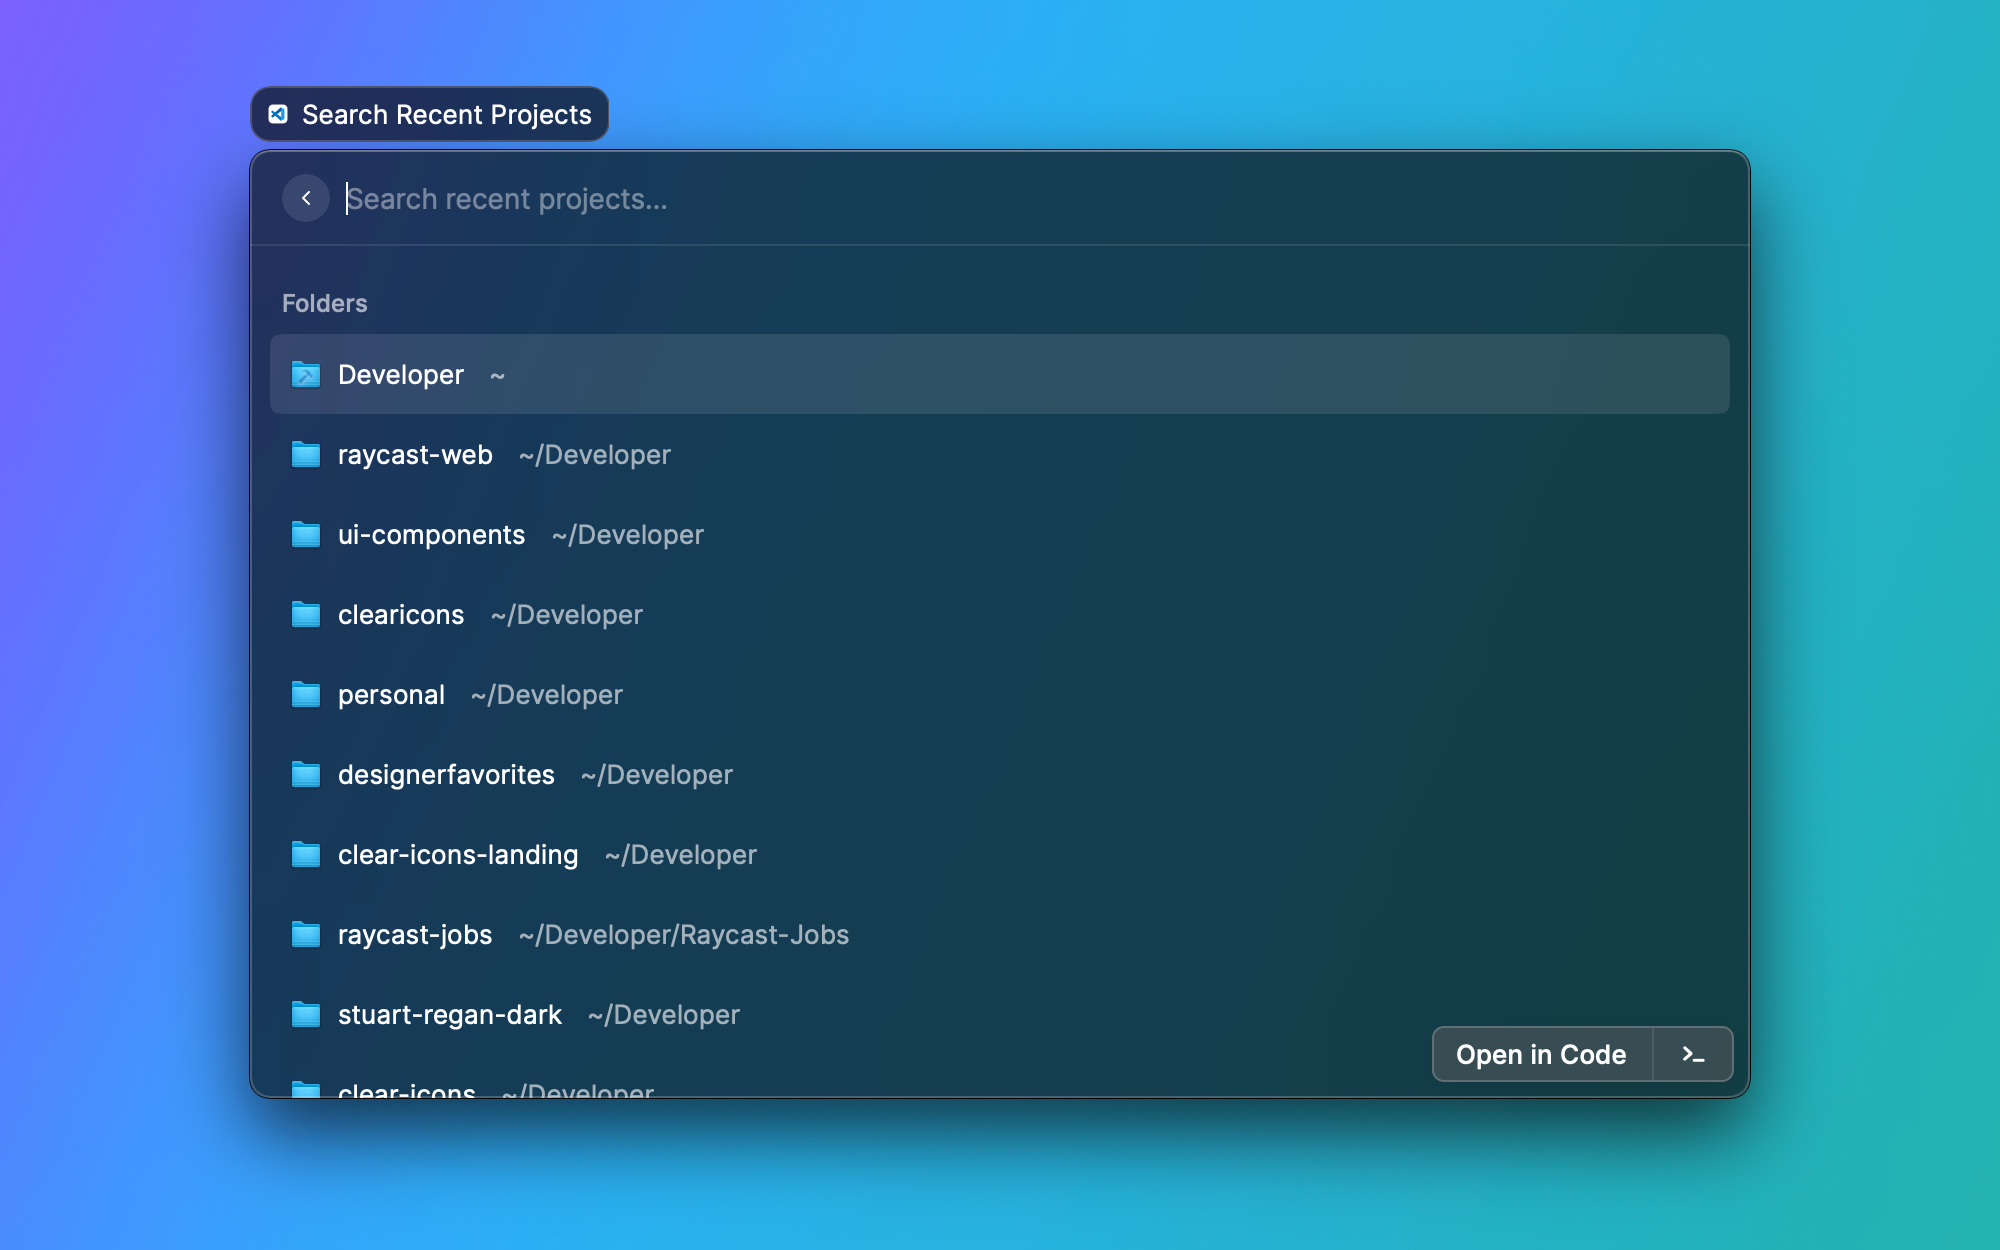 Search Recent Projects
Search recent projects...
Folders
Developer ~
raycast-web ~/Developer
ui-components ~/Developer
clearicons ~/Developer
personal ~/Developer
designerfavorites ~/Developer
clear-icons-landing ~/Developer
raycast-jobs ~/Developer/Raycast-Jobs
stuart-regan-dark ~/Developer
clear-icons ~/Developer
Open in Code >_